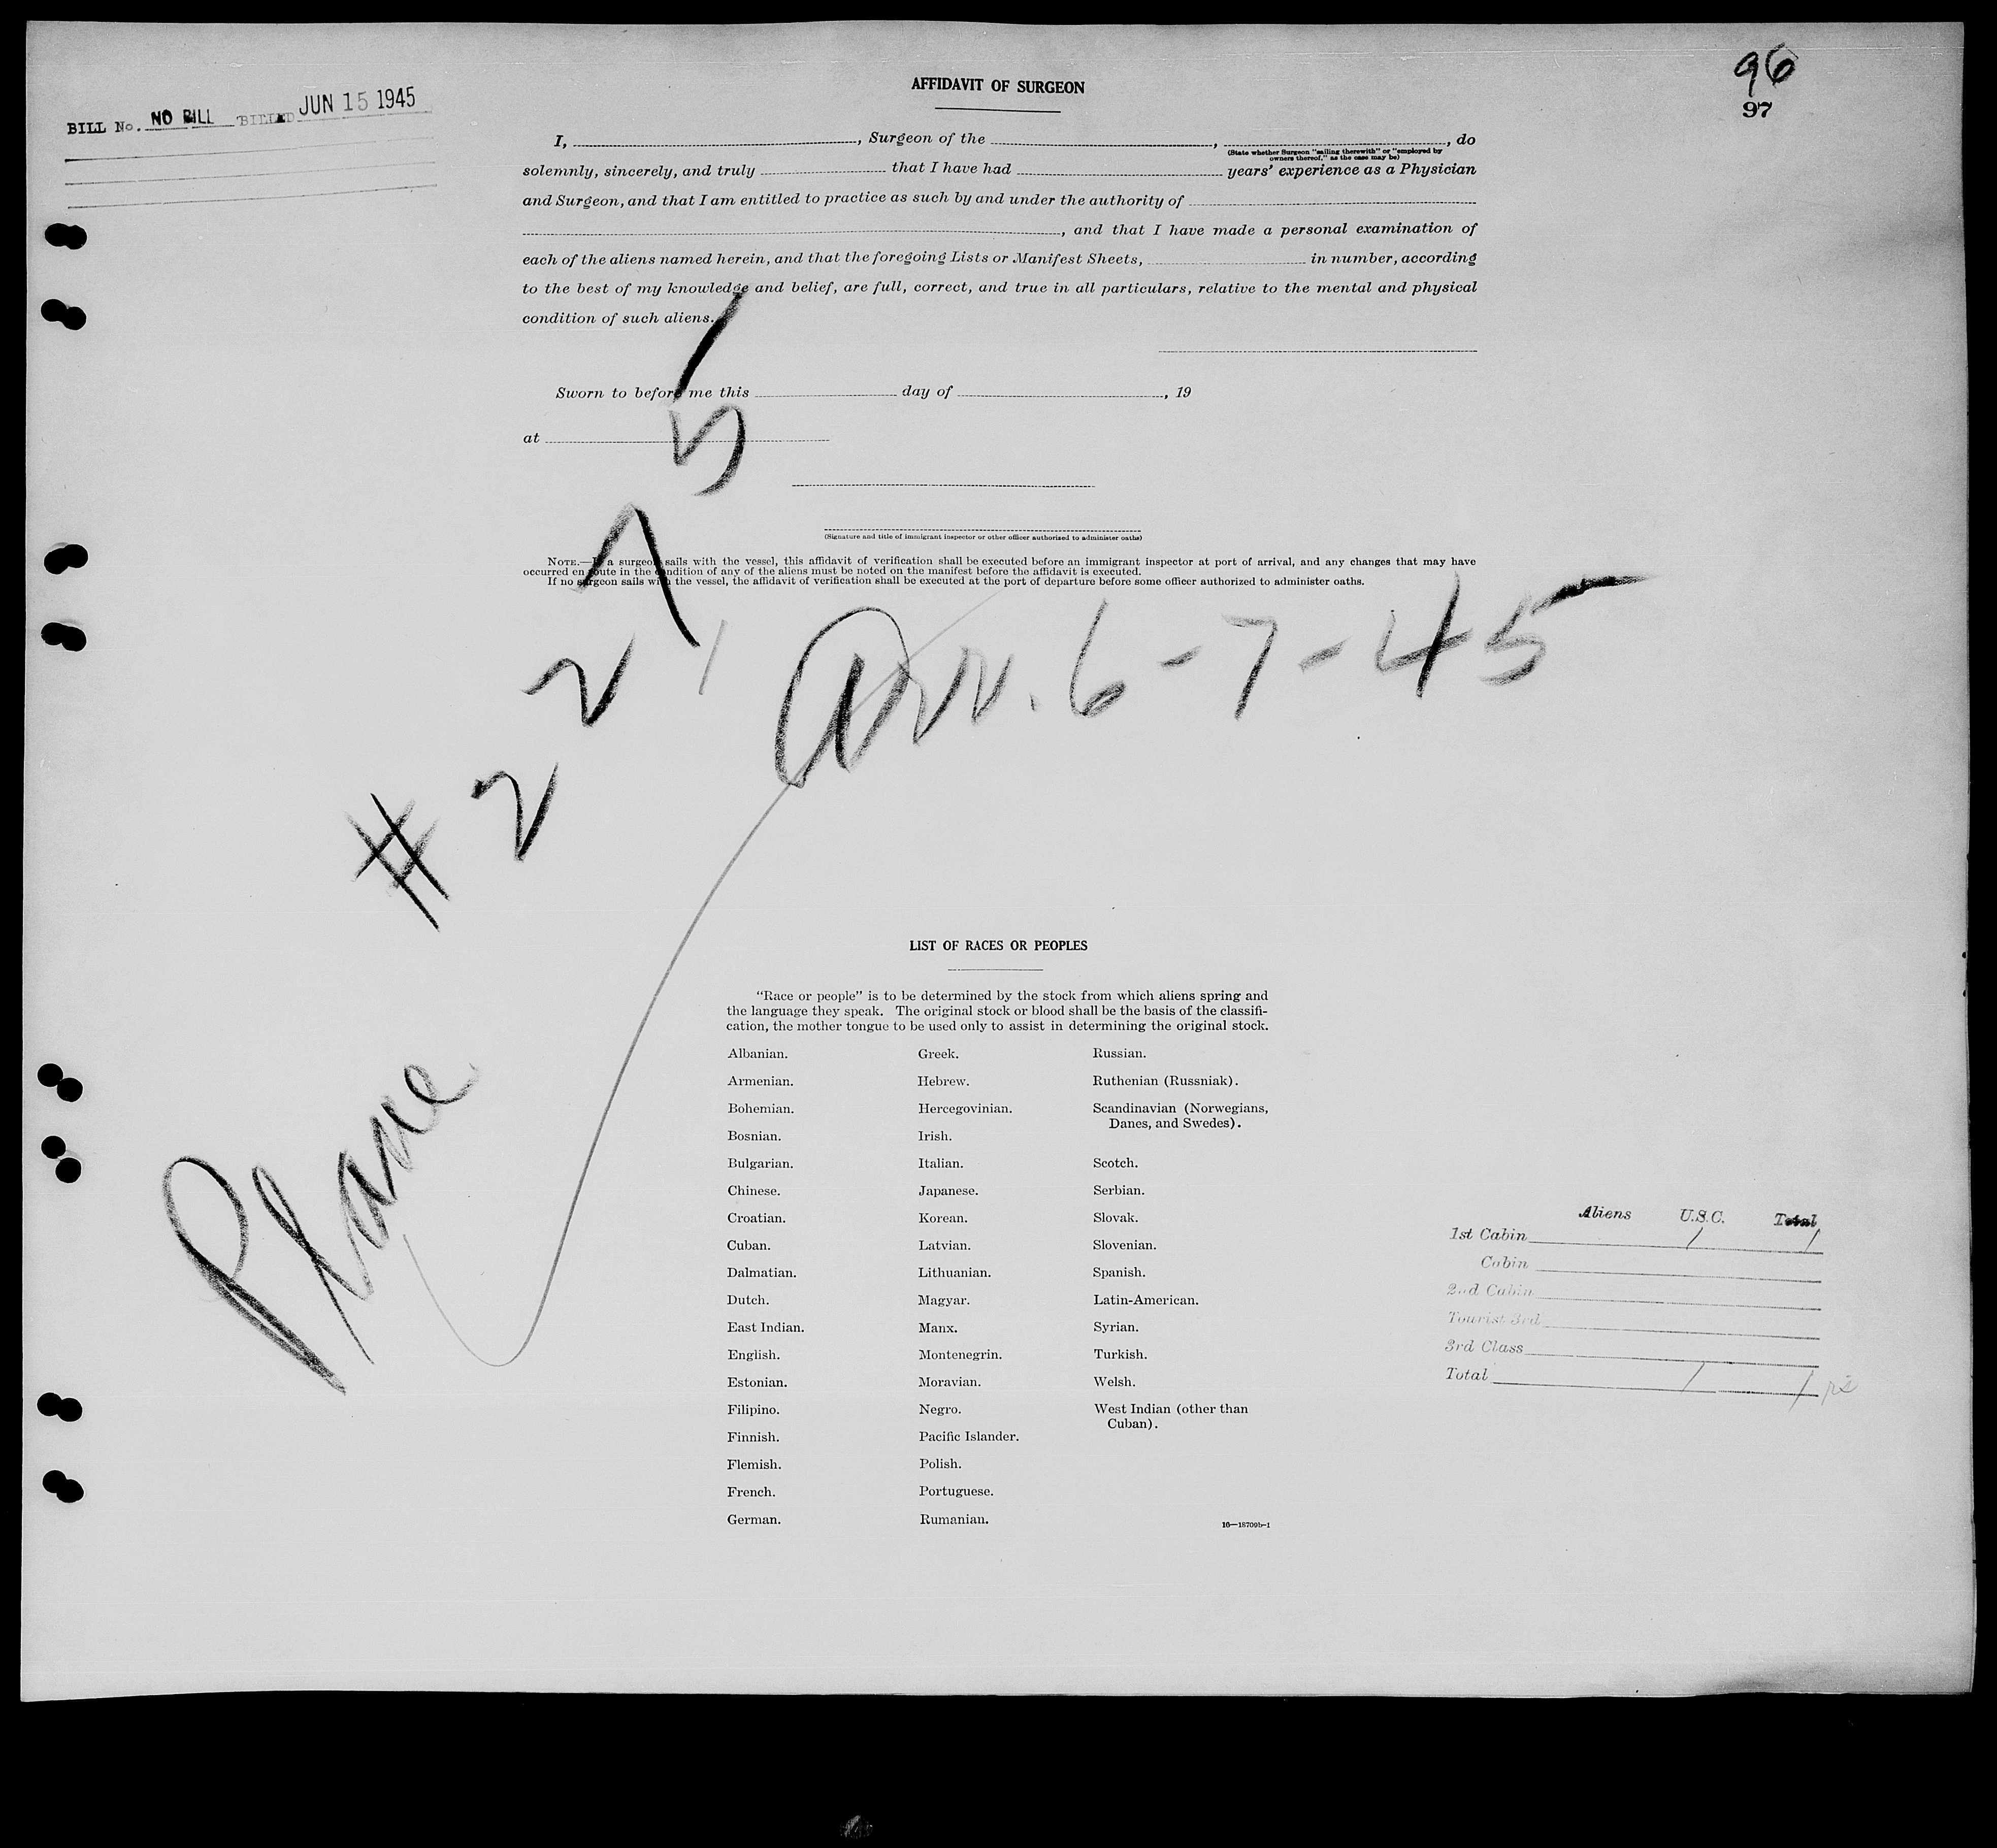 BILL No. NO BILL BILLED JUN 15 1945
96
97
AFFIDAVIT OF SURGEON
I, , Surgeon of the , , do
(State whether Surgeon "sailing therewith" or "employed by
owners thereof," as the case may be)
solemnly, sincerely, and truly that I have had years' experience as a Physician
and Surgeon, and that I am entitled to practice as such by and under the authority of
, and that I have made a personal examination of
each of the aliens named herein, and that the foregoing Lists or Manifest Sheets, in number, according
to the best of my knowledge and belief, are full, correct, and true in all particulars, relative to the mental and physical
condition of such aliens.
Sworn to before me this day of , 19
at
(Signature and title of immigrant inspector or other officer authorized to administer oaths)
NOTE.—If a surgeon sails with the vessel, this affidavit of verification shall be executed before an immigrant inspector at port of arrival, and any changes that may have
occurred en route in the condition of any of the aliens must be noted on the manifest before the affidavit is executed.
If no surgeon sails with the vessel, the affidavit of verification shall be executed at the port of departure before some officer authorized to administer oaths.
Plane
Arr. 6-7-45
LIST OF RACES OR PEOPLES
"Race or people" is to be determined by the stock from which aliens spring and
the language they speak. The original stock or blood shall be the basis of the classifi-
cation, the mother tongue to be used only to assist in determining the original stock.
Albanian.
Armenian.
Bohemian.
Bosnian.
Bulgarian.
Chinese.
Croatian.
Cuban.
Dalmatian.
Dutch.
East Indian.
English.
Estonian.
Filipino.
Finnish.
Flemish.
French.
German.
Greek.
Hebrew.
Hercegovinian.
Irish.
Italian.
Japanese.
Korean.
Latvian.
Lithuanian.
Magyar.
Manx.
Montenegrin.
Moravian.
Negro.
Pacific Islander.
Polish.
Portuguese.
Rumanian.
Russian.
Ruthenian (Russniak).
Scandinavian (Norwegians,
Danes, and Swedes).
Scotch.
Serbian.
Slovak.
Slovenian.
Spanish.
Latin-American.
Syrian.
Turkish.
Welsh.
West Indian (other than
Cuban).
16—18700b-1
Aliens U.S.C. Total
1st Cabin 1 1
Cabin
2nd Cabin
Tourist 3rd
3rd Class
Total 1 1